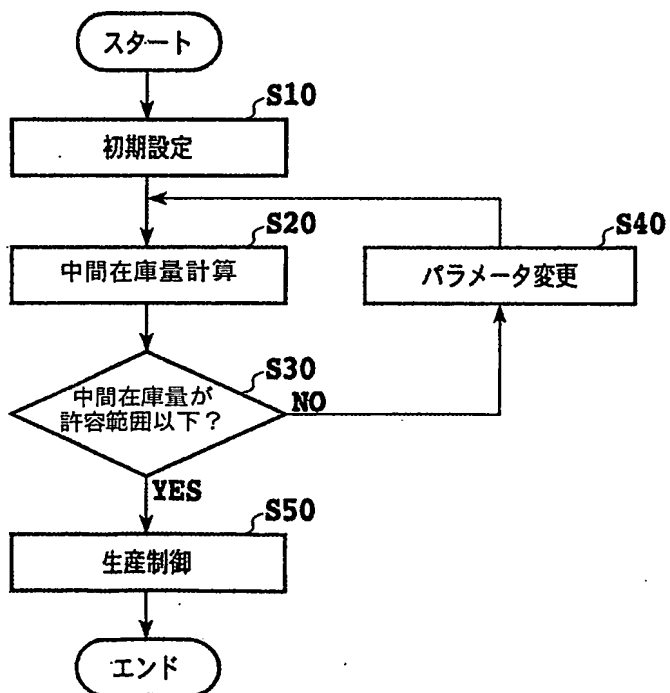 スタート
S10
初期設定
S20
中間在庫量計算
S40
パラメータ変更
S30
中間在庫量が
許容範囲以下？
NO
YES
S50
生産制御
エンド